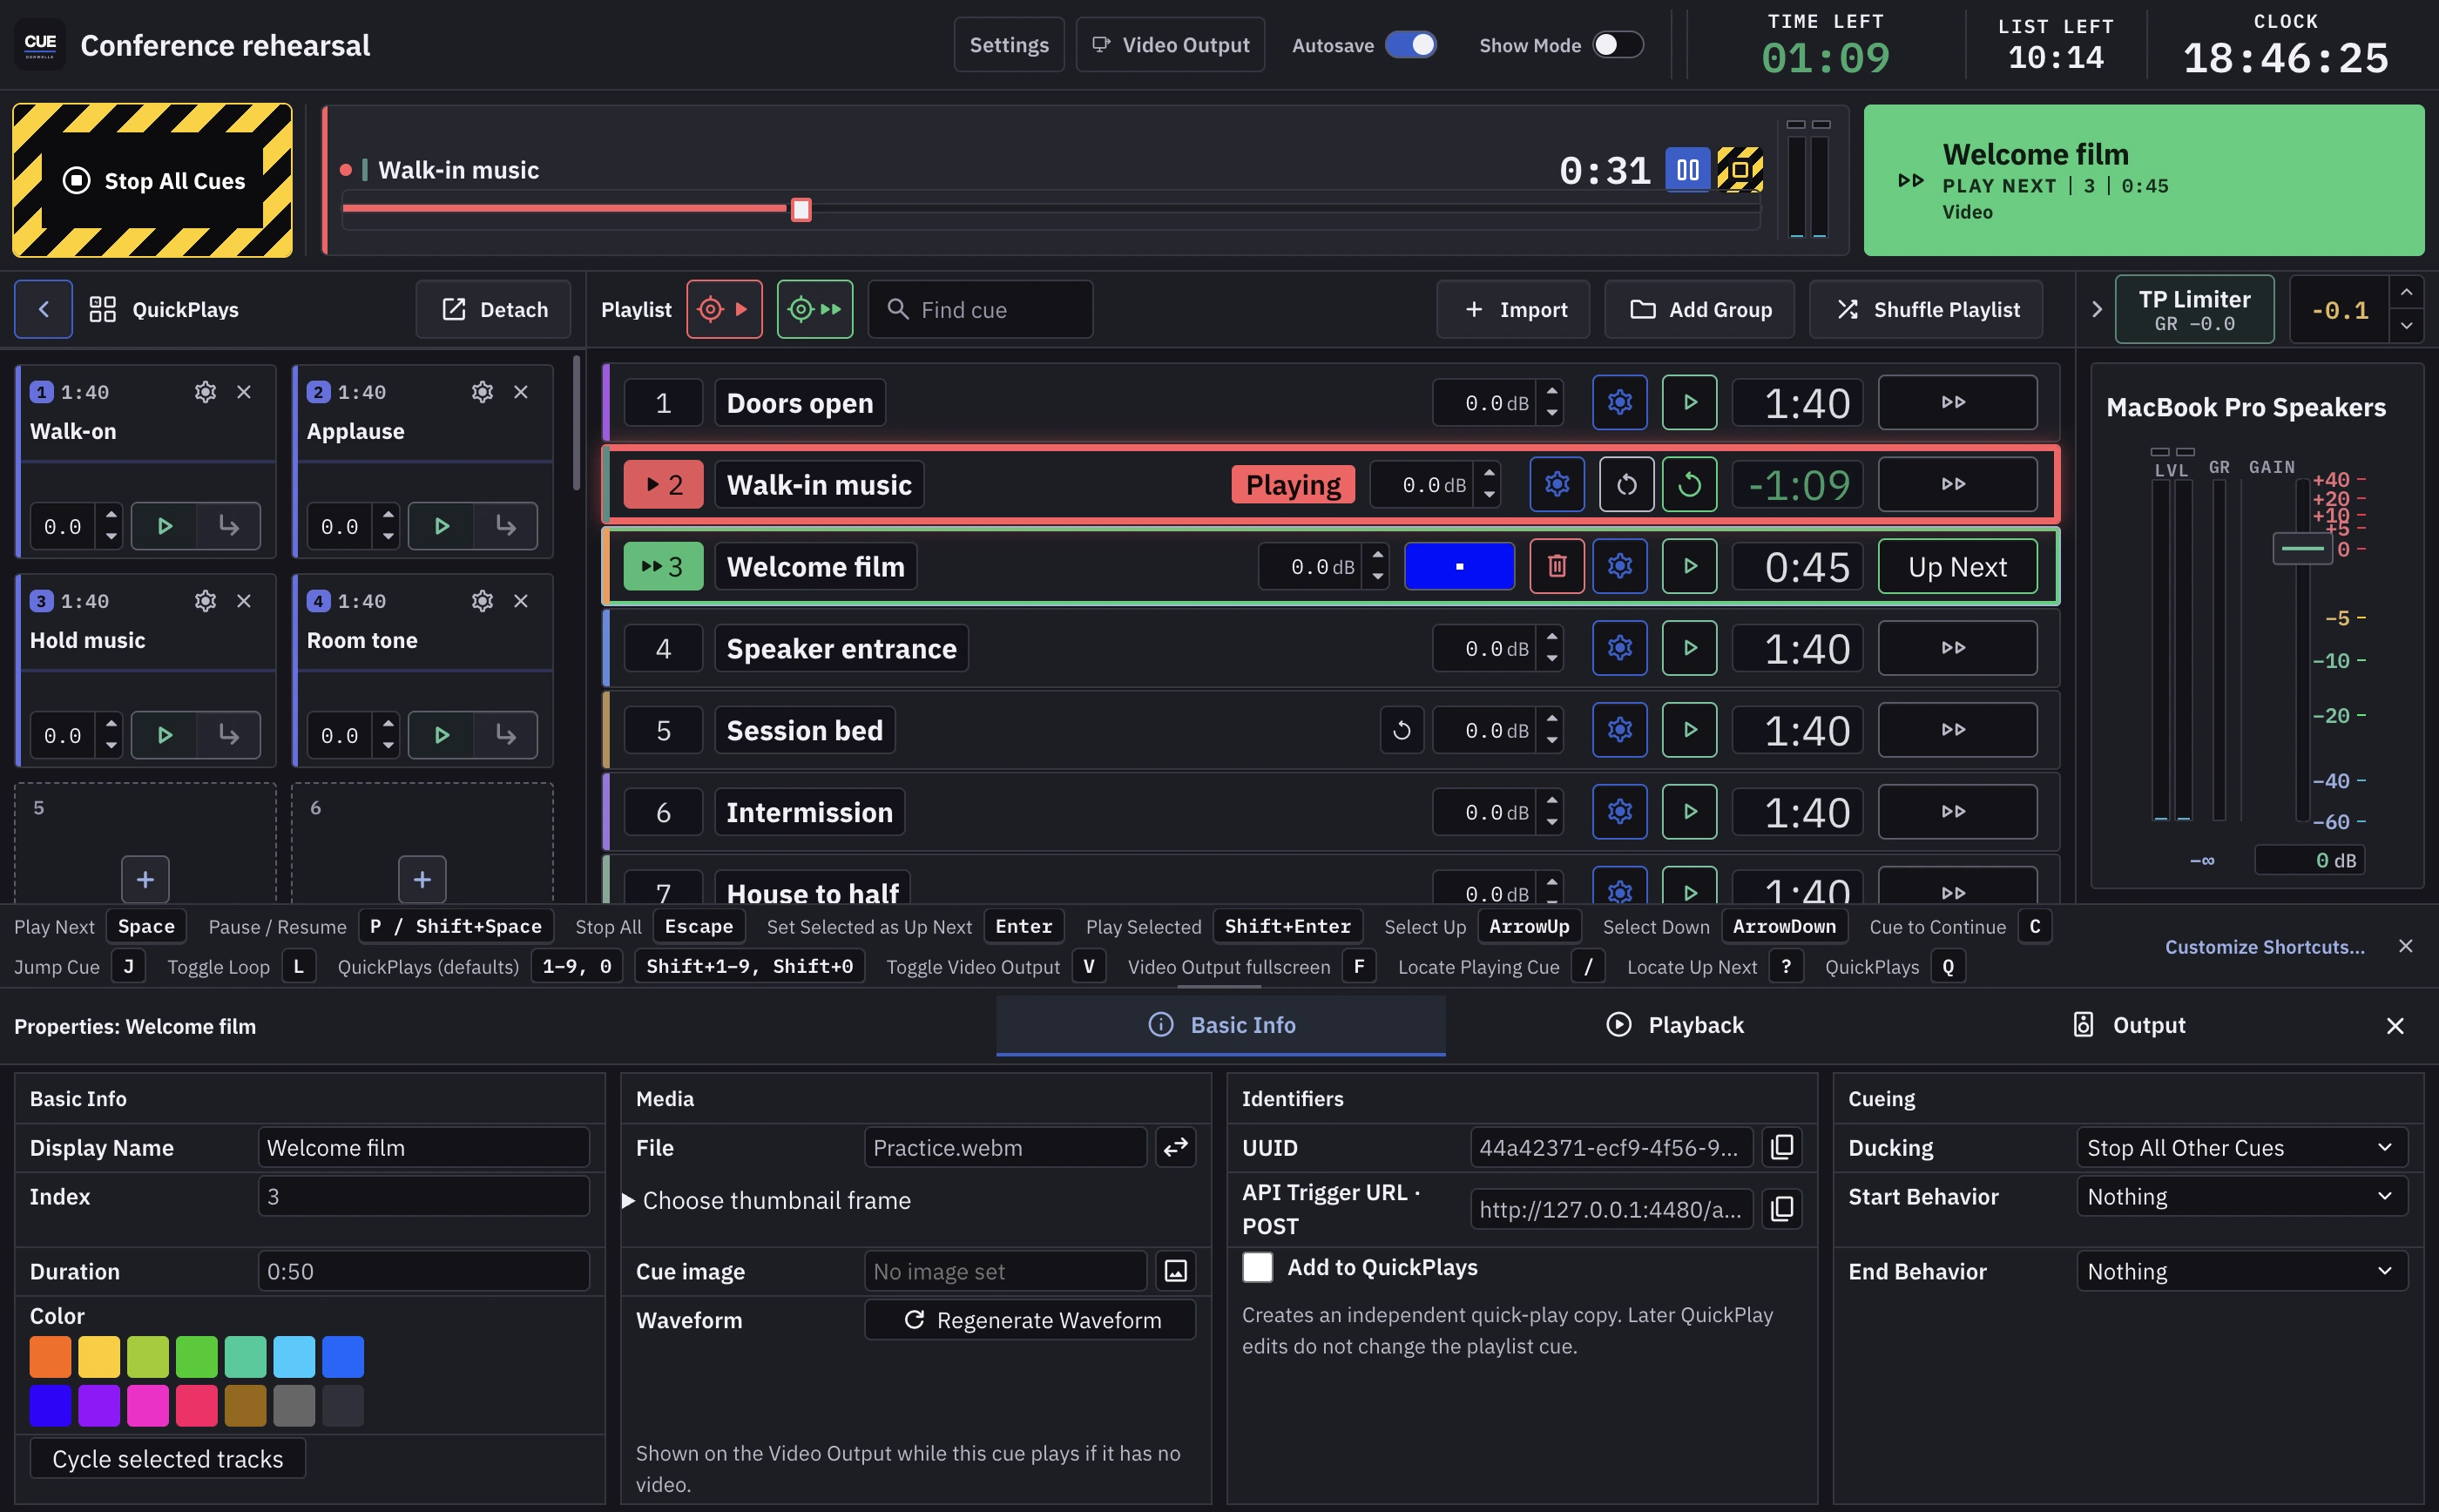 CUE
Conference rehearsal
Settings
Video Output
Autosave
Show Mode
TIME LEFT
01:09
LIST LEFT
10:14
CLOCK
18:46:25
Stop All Cues
Walk-in music
0:31
Welcome film
PLAY NEXT | 3 | 0:45
Video
QuickPlays
Detach
Playlist
Find cue
Import
Add Group
Shuffle Playlist
TP Limiter
GR -0.0
-0.1
1 1:40
Walk-on
0.0
2 1:40
Applause
0.0
3 1:40
Hold music
0.0
4 1:40
Room tone
0.0
5
6
1 Doors open 0.0 dB 1:40
2 Walk-in music Playing 0.0 dB -1:09
3 Welcome film 0.0 dB 0:45 Up Next
4 Speaker entrance 0.0 dB 1:40
5 Session bed 0.0 dB 1:40
6 Intermission 0.0 dB 1:40
7 House to half 0.0 dB 1:40
MacBook Pro Speakers
LVL GR GAIN
+40
+20
+10
+5
0
-5
-10
-20
-40
-60
-∞
0 dB
Play Next Space Pause / Resume P / Shift+Space Stop All Escape Set Selected as Up Next Enter Play Selected Shift+Enter Select Up ArrowUp Select Down ArrowDown Cue to Continue C
Jump Cue J Toggle Loop L QuickPlays (defaults) 1-9, 0 Shift+1-9, Shift+0 Toggle Video Output V Video Output fullscreen F Locate Playing Cue / Locate Up Next ? QuickPlays Q
Customize Shortcuts...
Properties: Welcome film
Basic Info
Playback
Output
Basic Info
Display Name Welcome film
Index 3
Duration 0:50
Color
Cycle selected tracks
Media
File Practice.webm
Choose thumbnail frame
Cue image No image set
Waveform Regenerate Waveform
Shown on the Video Output while this cue plays if it has no
video.
Identifiers
UUID 44a42371-ecf9-4f56-9...
API Trigger URL ·
POST
http://127.0.0.1:4480/a...
Add to QuickPlays
Creates an independent quick-play copy. Later QuickPlay
edits do not change the playlist cue.
Cueing
Ducking Stop All Other Cues
Start Behavior Nothing
End Behavior Nothing